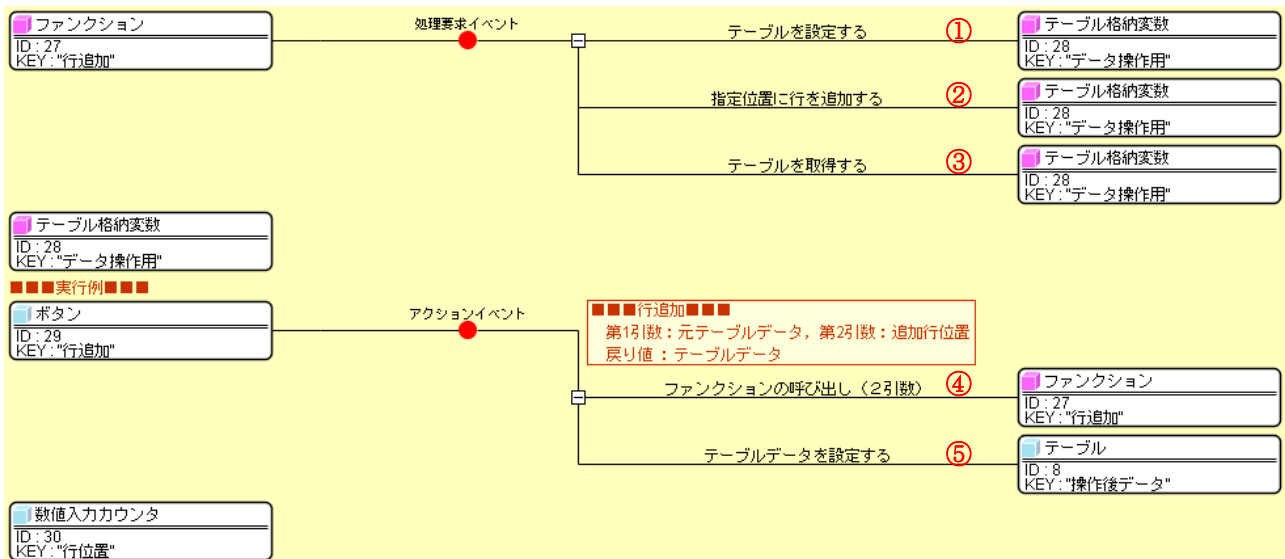 ファンクション
ID : 27
KEY : "行追加"
処理要求イベント
テーブルを設定する ①
テーブル格納変数
ID : 28
KEY : "データ操作用"
指定位置に行を追加する ②
テーブル格納変数
ID : 28
KEY : "データ操作用"
テーブルを取得する ③
テーブル格納変数
ID : 28
KEY : "データ操作用"
テーブル格納変数
ID : 28
KEY : "データ操作用"
■■■実行例■■■
ボタン
ID : 29
KEY : "行追加"
アクションイベント
■■■行追加■■■
第1引数：元テーブルデータ，第2引数：追加行位置
戻り値：テーブルデータ
ファンクションの呼び出し（２引数） ④
ファンクション
ID : 27
KEY : "行追加"
テーブルデータを設定する ⑤
テーブル
ID : 8
KEY : "操作後データ"
数値入力カウンタ
ID : 30
KEY : "行位置"